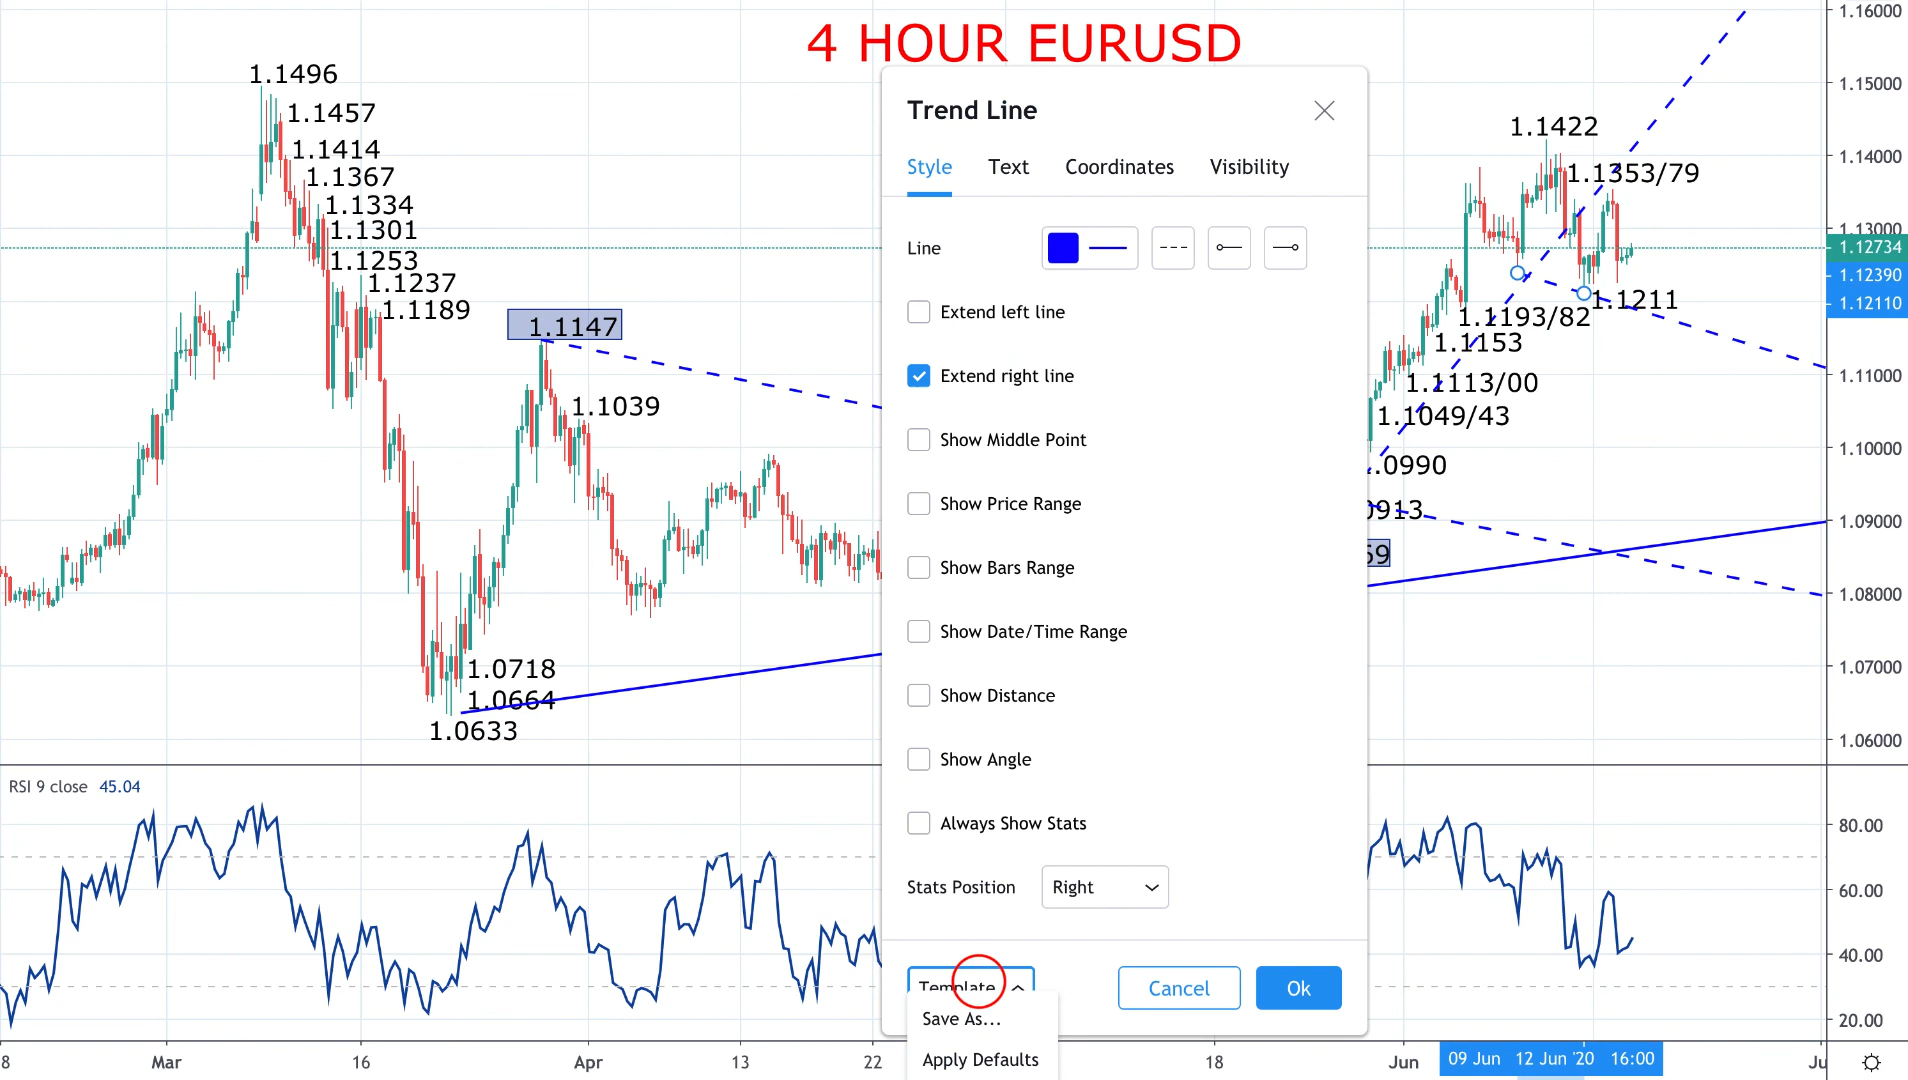 4 HOUR EURUSD
1.1496
1.1457
1.1414
1.1367
1.1334
1.1301
1.1253
1.1237
1.1189
1.1147
1.1039
1.0718
1.0664
1.0633
Trend Line
Style Text Coordinates Visibility
Line
Extend left line
Extend right line
Show Middle Point
Show Price Range
Show Bars Range
Show Date/Time Range
Show Distance
Show Angle
Always Show Stats
Stats Position Right
Template
Cancel Ok
Save As...
Apply Defaults
1.1422
1.1353/79
1.1211
1.1193/82
1.1153
1.1113/00
1.1049/43
.0990
0913
59
1.16000
1.15000
1.14000
1.13000
1.12734
1.12390
1.12110
1.11000
1.10000
1.09000
1.08000
1.07000
1.06000
RSI 9 close 45.04
80.00
60.00
40.00
20.00
8 Mar 16 Apr 13 22 18 Jun 09 Jun 12 Jun '20 16:00 Ju